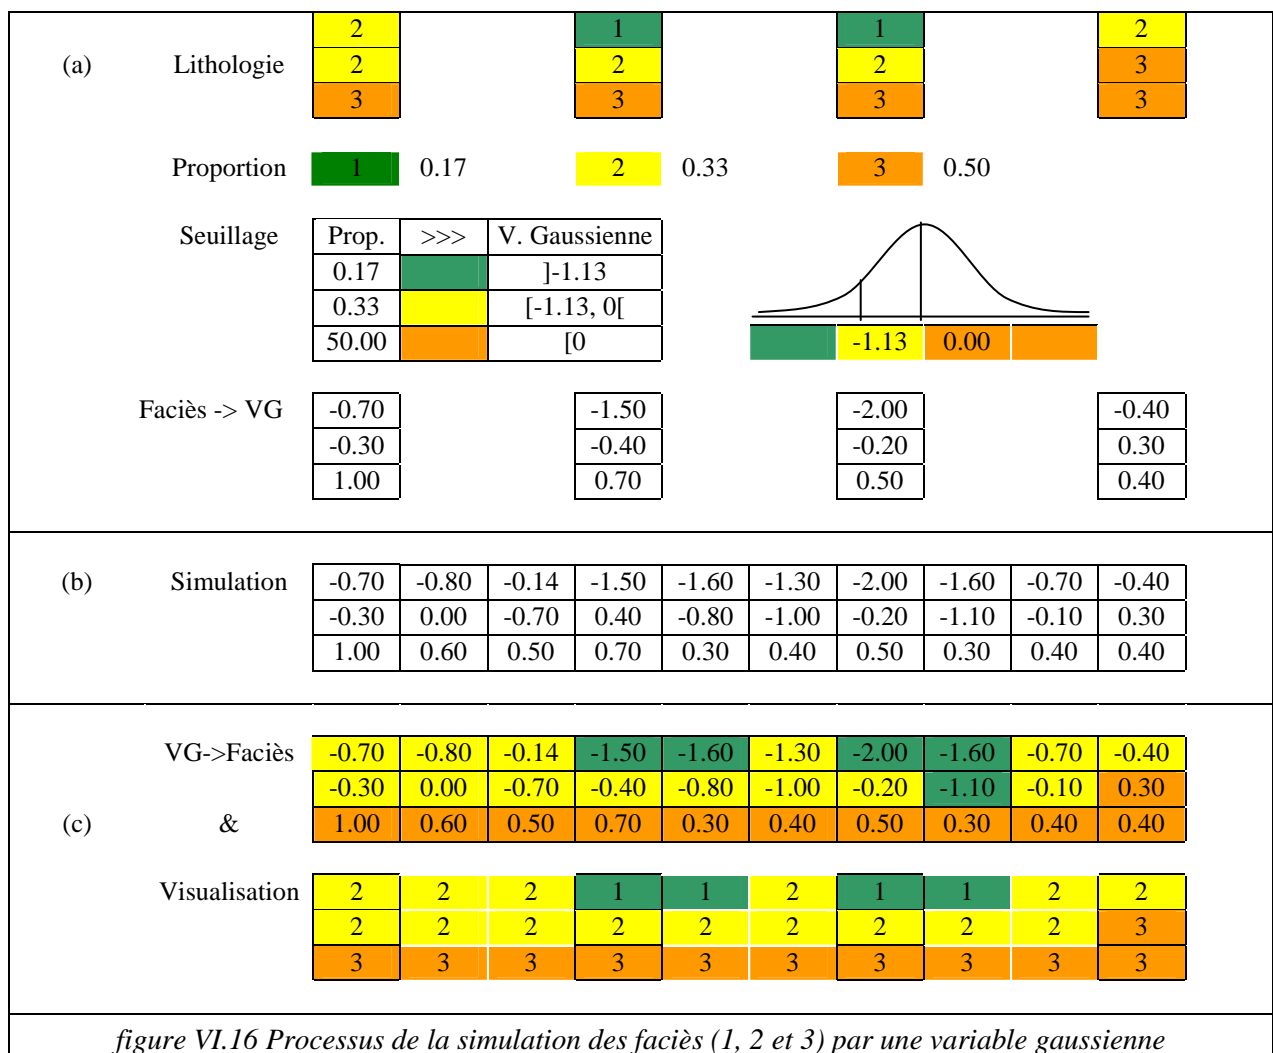 2 1 1 2
(a) Lithologie 2 2 2 3
3 3 3 3
Proportion 1 0.17 2 0.33 3 0.50
Seuillage Prop. >>> V. Gaussienne
0.17 ]-1.13
0.33 [-1.13, 0[
50.00 [0 -1.13 0.00
Faciès -> VG -0.70 -1.50 -2.00 -0.40
-0.30 -0.40 -0.20 0.30
1.00 0.70 0.50 0.40
(b) Simulation -0.70 -0.80 -0.14 -1.50 -1.60 -1.30 -2.00 -1.60 -0.70 -0.40
-0.30 0.00 -0.70 0.40 -0.80 -1.00 -0.20 -1.10 -0.10 0.30
1.00 0.60 0.50 0.70 0.30 0.40 0.50 0.30 0.40 0.40
VG->Faciès -0.70 -0.80 -0.14 -1.50 -1.60 -1.30 -2.00 -1.60 -0.70 -0.40
-0.30 0.00 -0.70 -0.40 -0.80 -1.00 -0.20 -1.10 -0.10 0.30
(c) & 1.00 0.60 0.50 0.70 0.30 0.40 0.50 0.30 0.40 0.40
Visualisation 2 2 2 1 1 2 1 1 2 2
2 2 2 2 2 2 2 2 2 3
3 3 3 3 3 3 3 3 3 3
figure VI.16 Processus de la simulation des faciès (1, 2 et 3) par une variable gaussienne